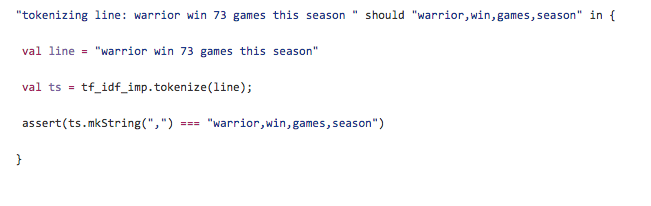 "tokenizing line: warrior win 73 games this season " should "warrior,win,games,season" in {
val line = "warrior win 73 games this season"
val ts = tf_idf_imp.tokenize(line);
assert(ts.mkString(",") === "warrior,win,games,season")
}